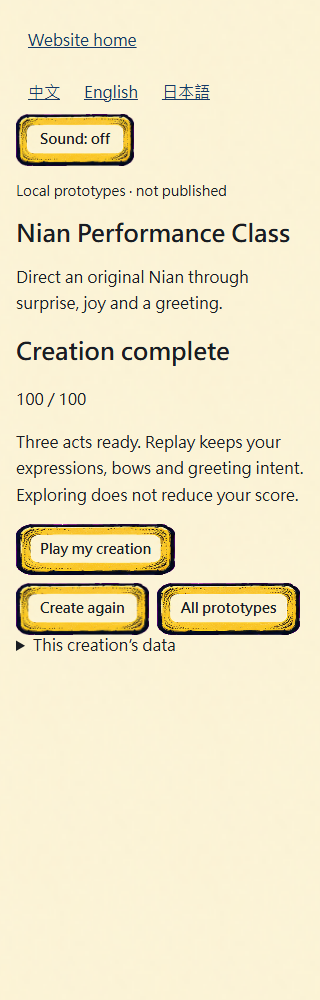 Website home
中文 English 日本語
Sound: off
Local prototypes · not published
Nian Performance Class
Direct an original Nian through
surprise, joy and a greeting.
Creation complete
100 / 100
Three acts ready. Replay keeps your
expressions, bows and greeting intent.
Exploring does not reduce your score.
Play my creation
Create again All prototypes
This creation's data